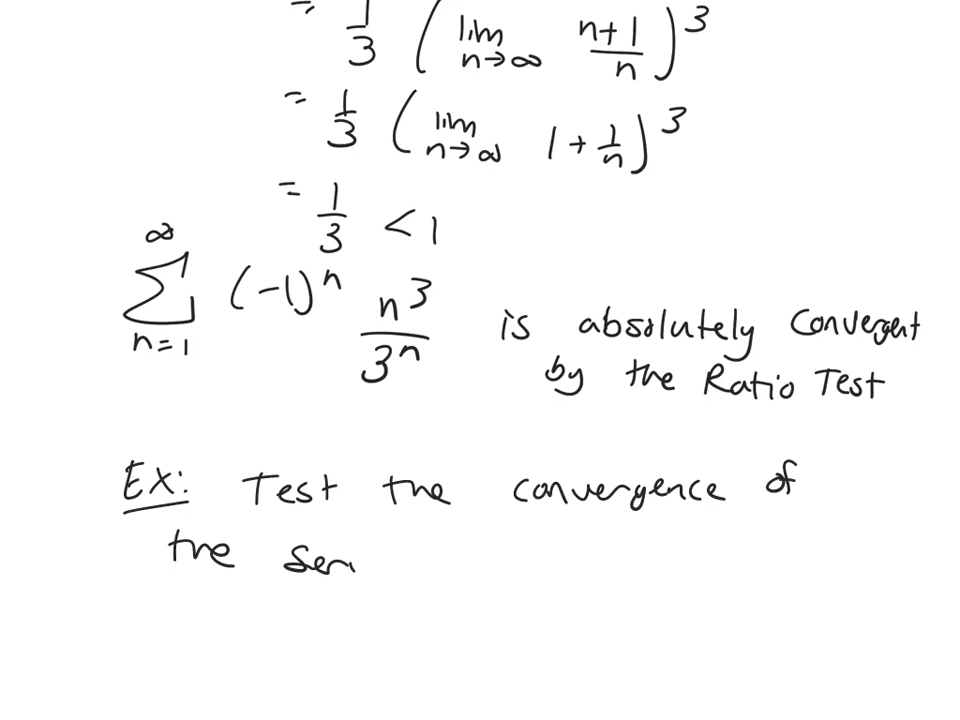 = 1/3 ( lim n→∞ n+1/n )^3
= 1/3 ( lim n→∞ 1 + 1/n )^3
= 1/3 < 1
∞∑n=1 (-1)^n n^3/3^n is absolutely convergent
by the Ratio Test
EX: Test the convergence of
the ser